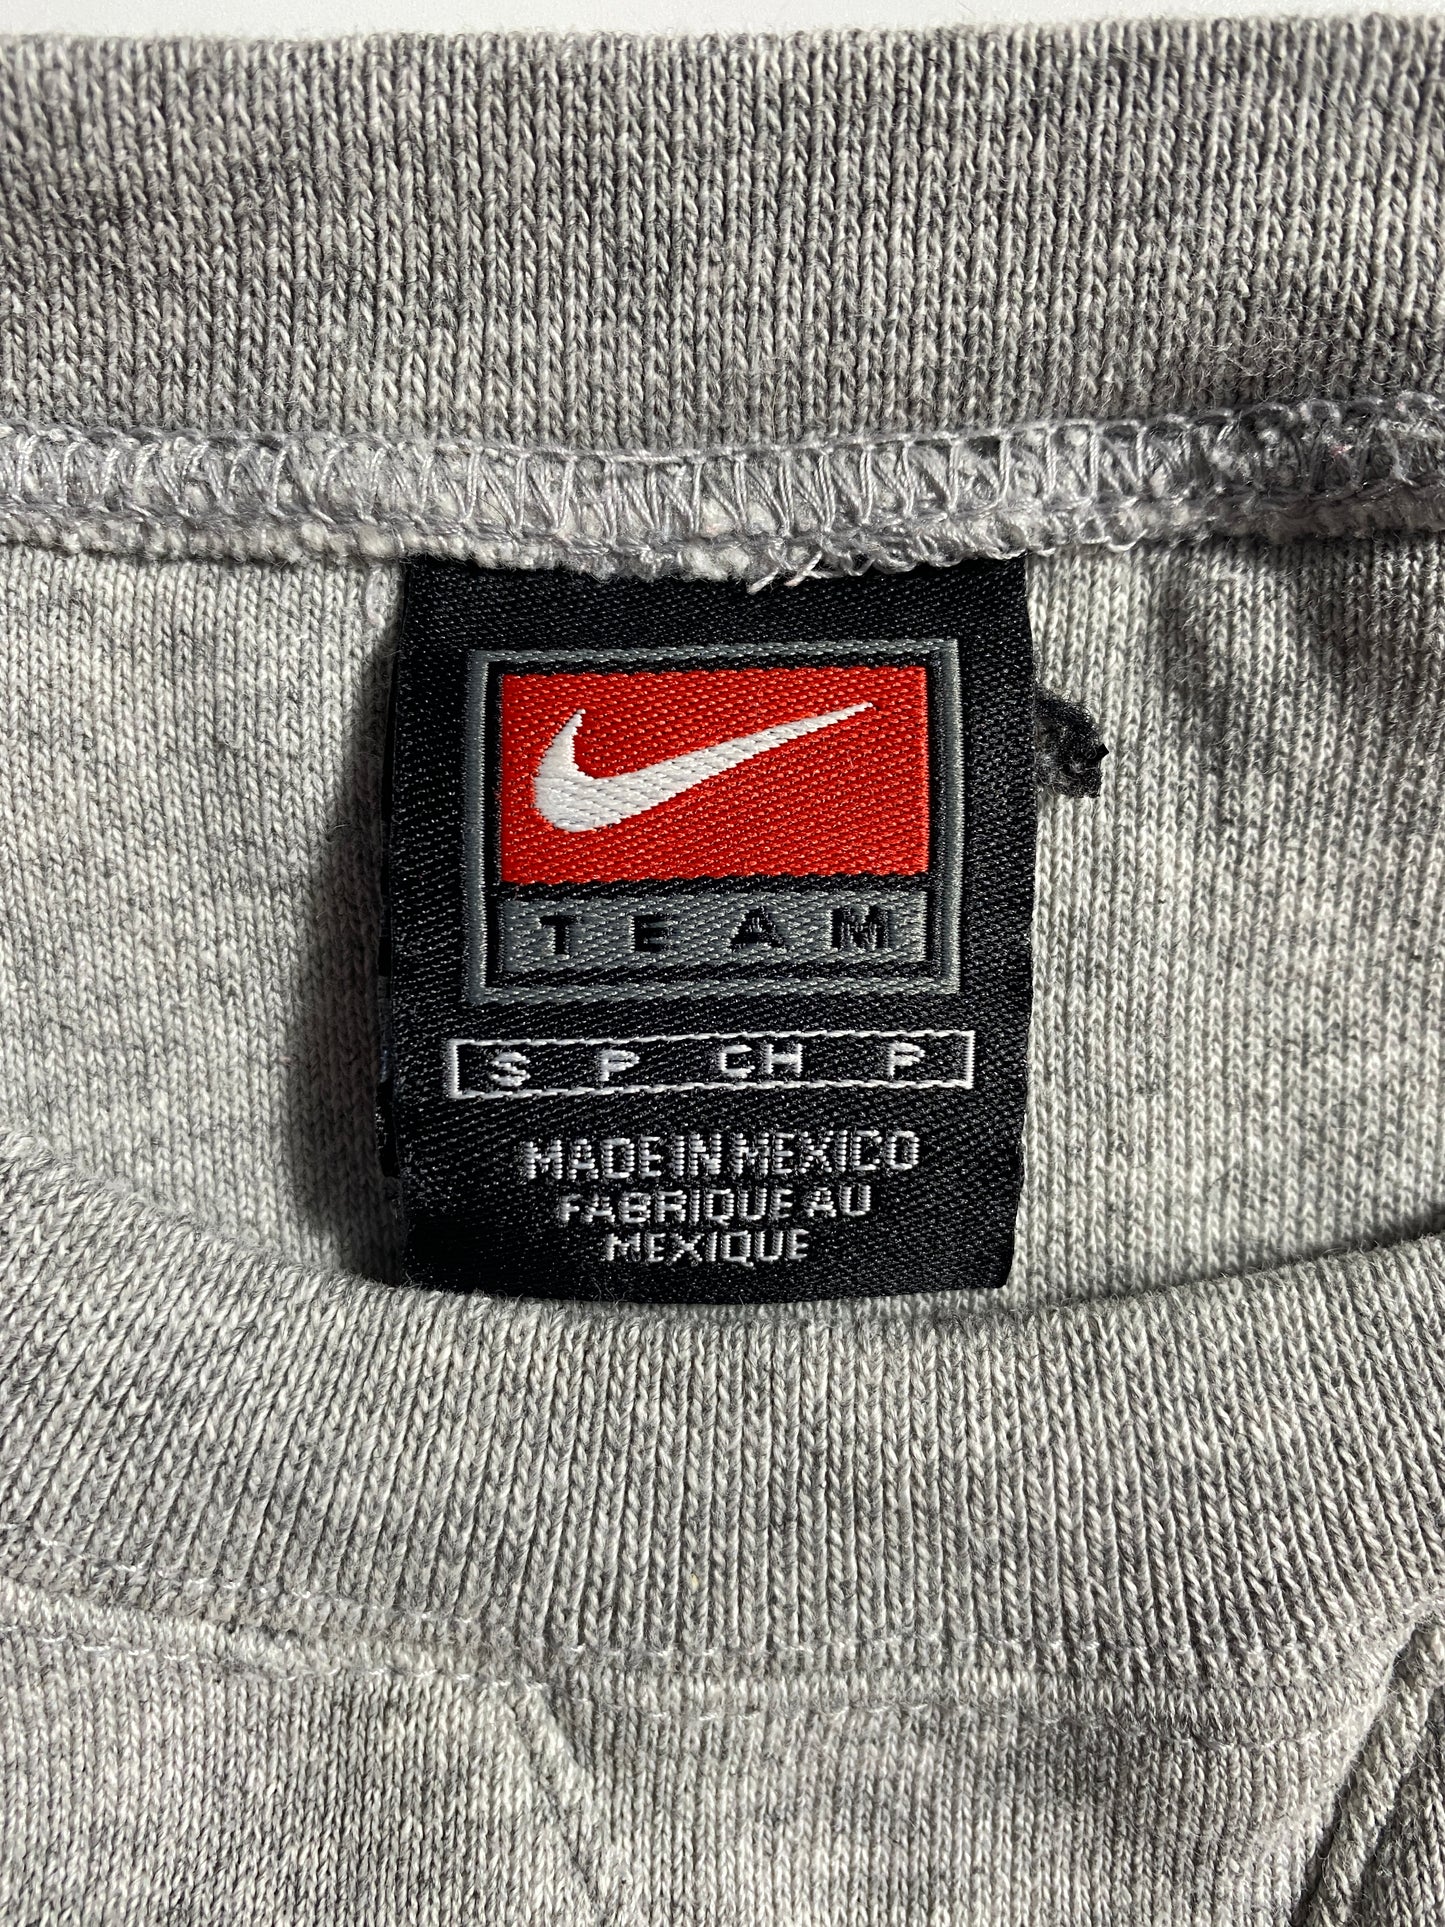 TEAM
S P CH P
MADE IN MEXICO
FABRIQUE AU
MEXIQUE